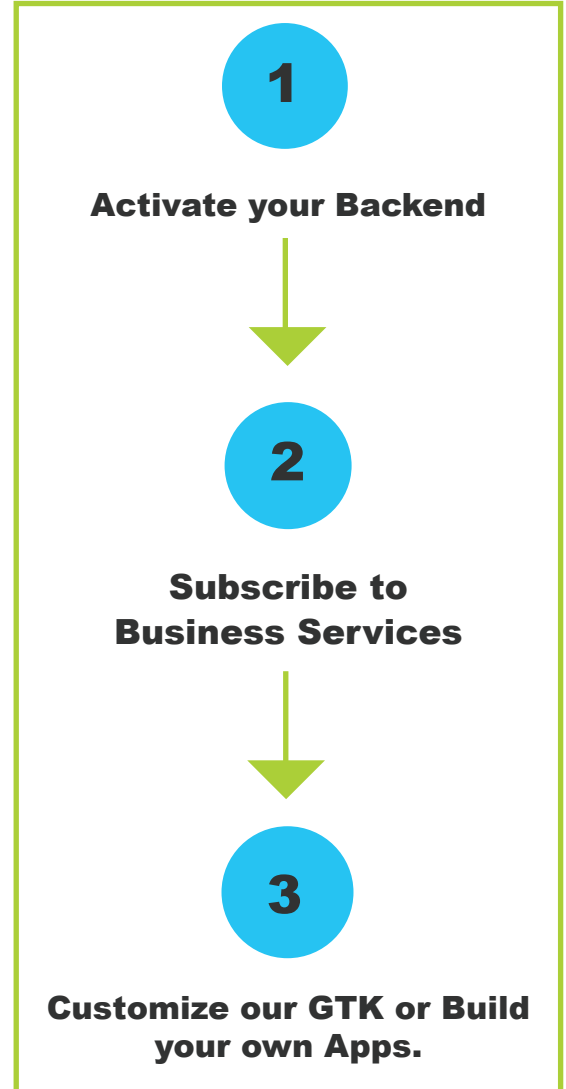 1
Activate your Backend
2
Subscribe to
Business Services
3
Customize our GTK or Build
your own Apps.